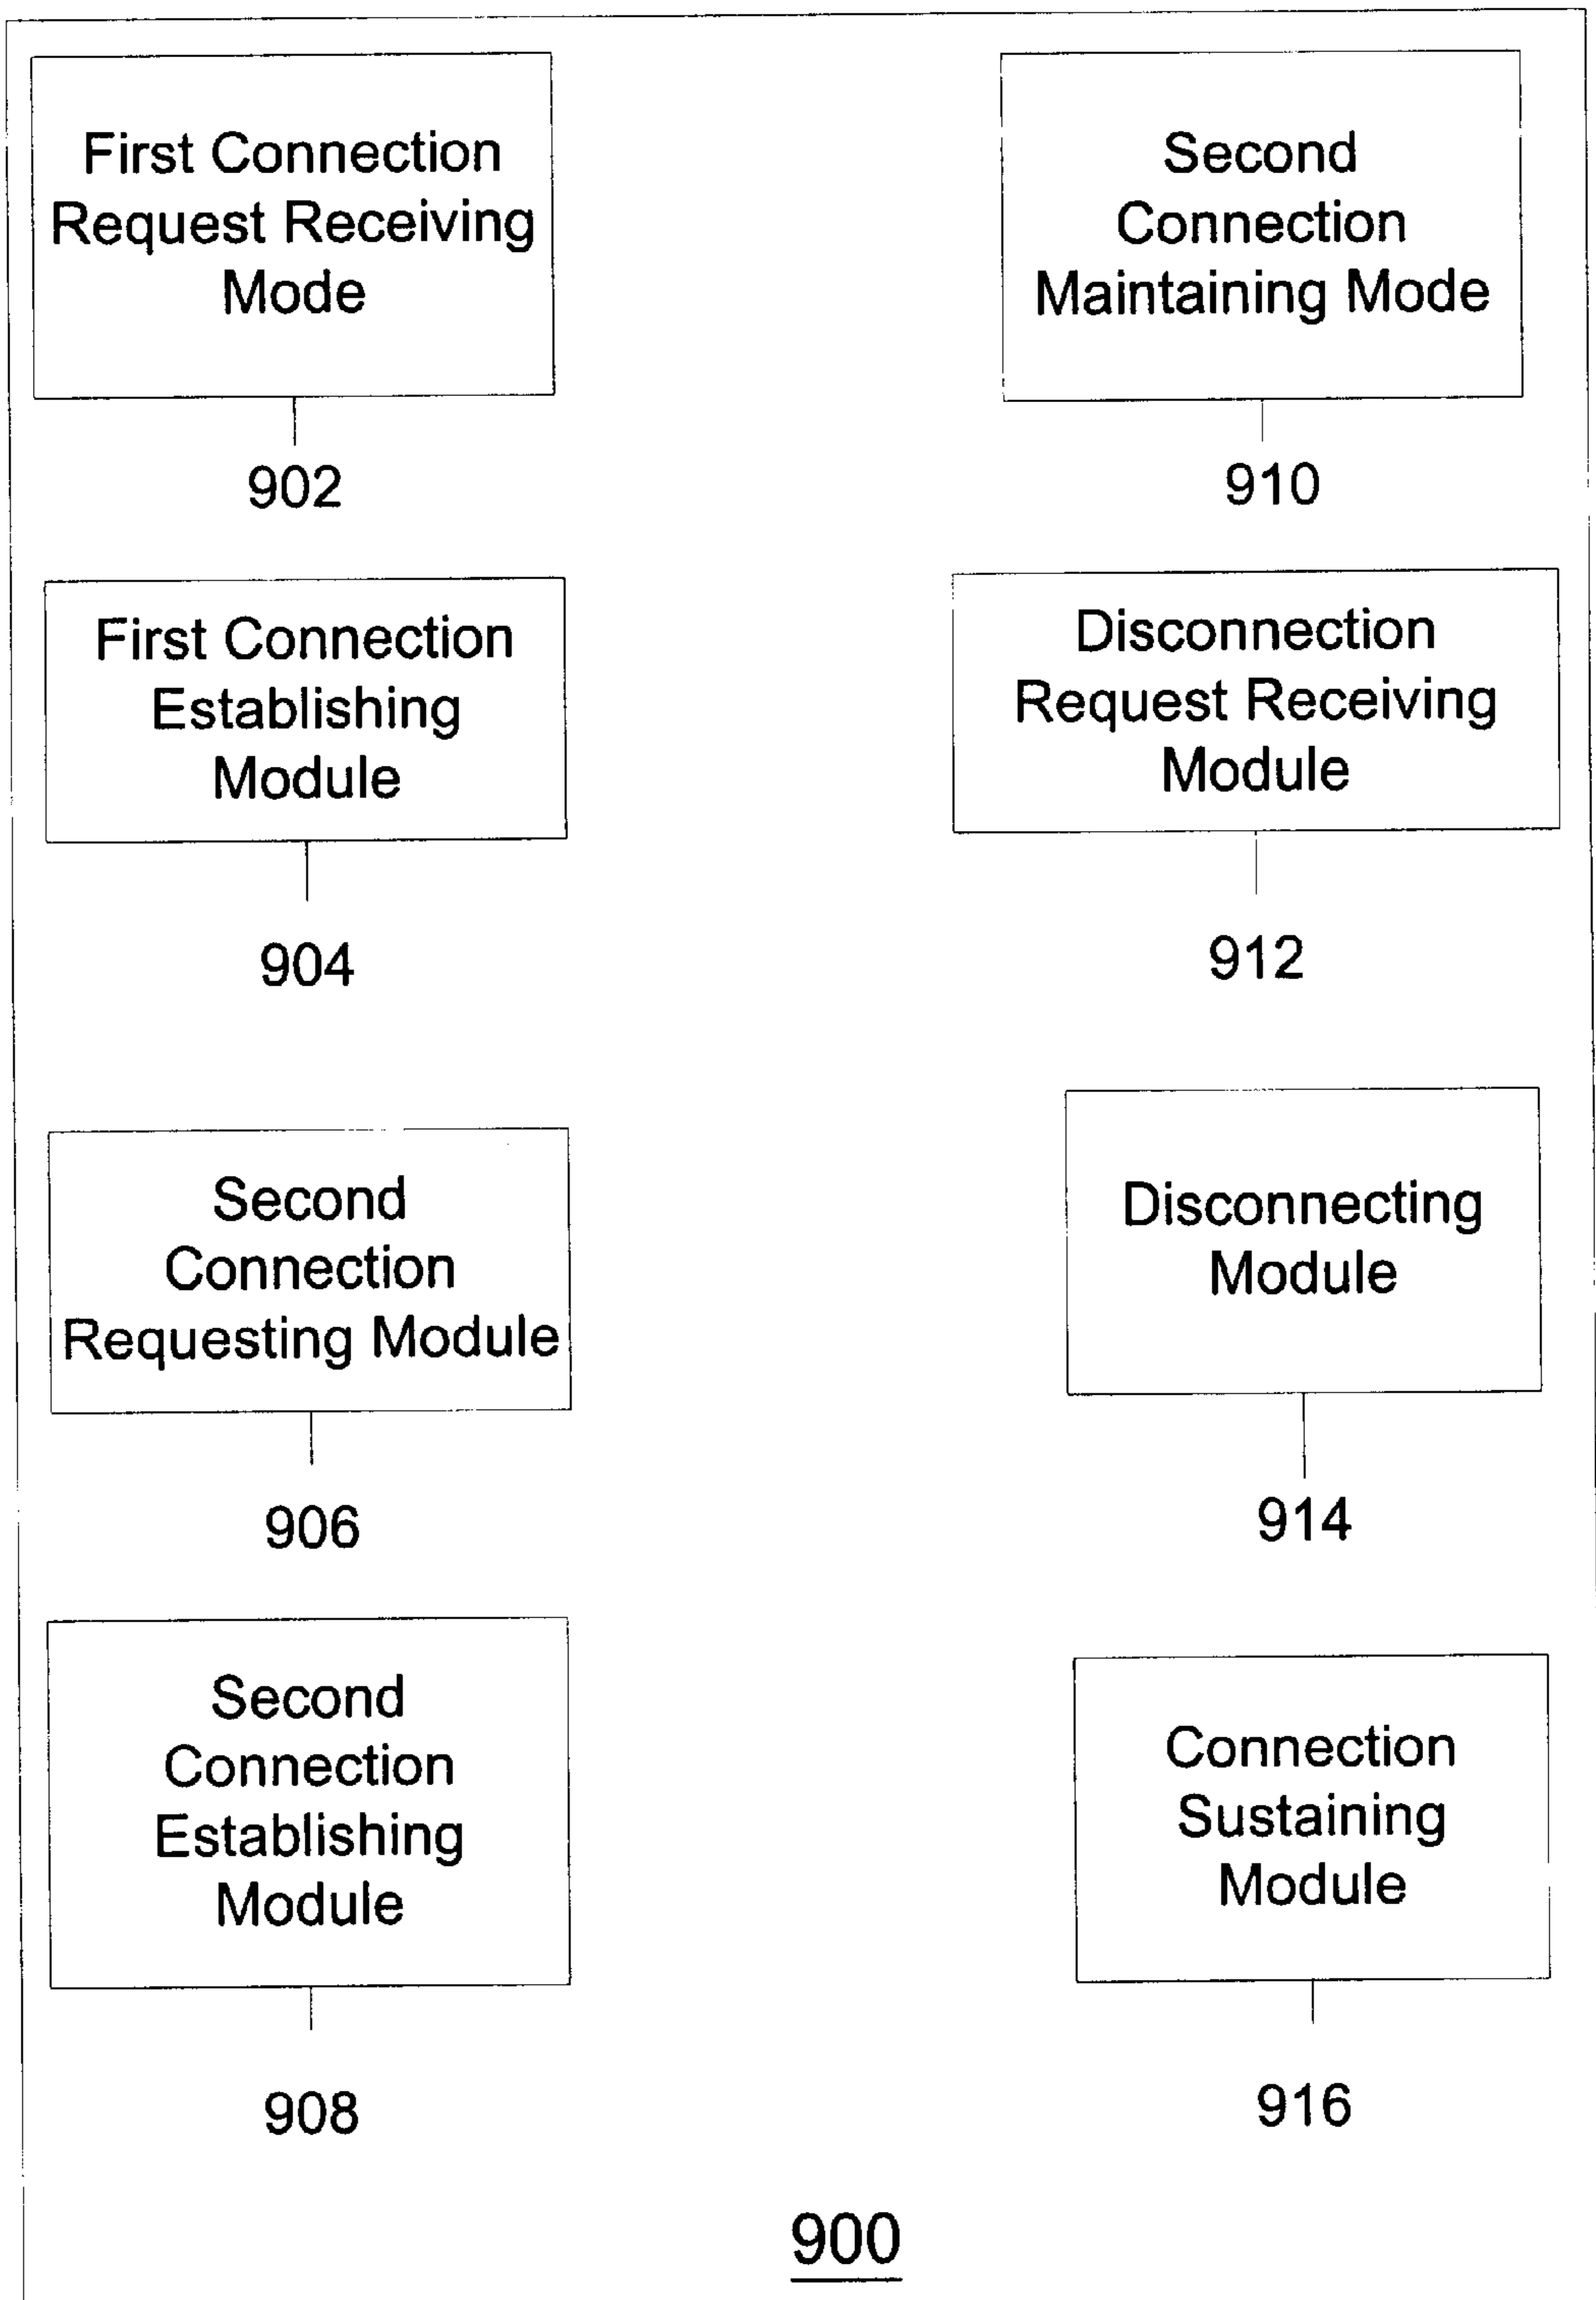 First Connection
Request Receiving
Mode
902
First Connection
Establishing
Module
904
Second
Connection
Requesting Module
906
Second
Connection
Establishing
Module
908
Second
Connection
Maintaining Mode
910
Disconnection
Request Receiving
Module
912
Disconnecting
Module
914
Connection
Sustaining
Module
916
900